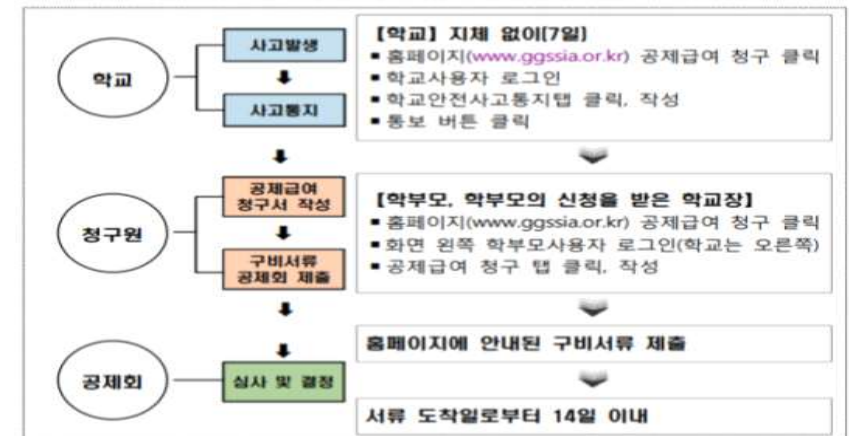 학교
사고발생
사고통지
【학교】 지체 없이(7일)
▪홈페이지(www.ggssia.or.kr) 공제급여 청구 클릭
▪학교사용자 로그인
▪학교안전사고통지탭 클릭, 작성
▪통보 버튼 클릭
청구원
공제급여
청구서 작성
구비서류
공제회 제출
【학부모, 학부모의 신청을 받은 학교장】
▪홈페이지(www.ggssia.or.kr) 공제급여 청구 클릭
▪화면 왼쪽 학부모사용자 로그인(학교는 오른쪽)
▪공제급여 청구 탭 클릭, 작성
홈페이지에 안내된 구비서류 제출
공제회
심사 및 결정
서류 도착일로부터 14일 이내